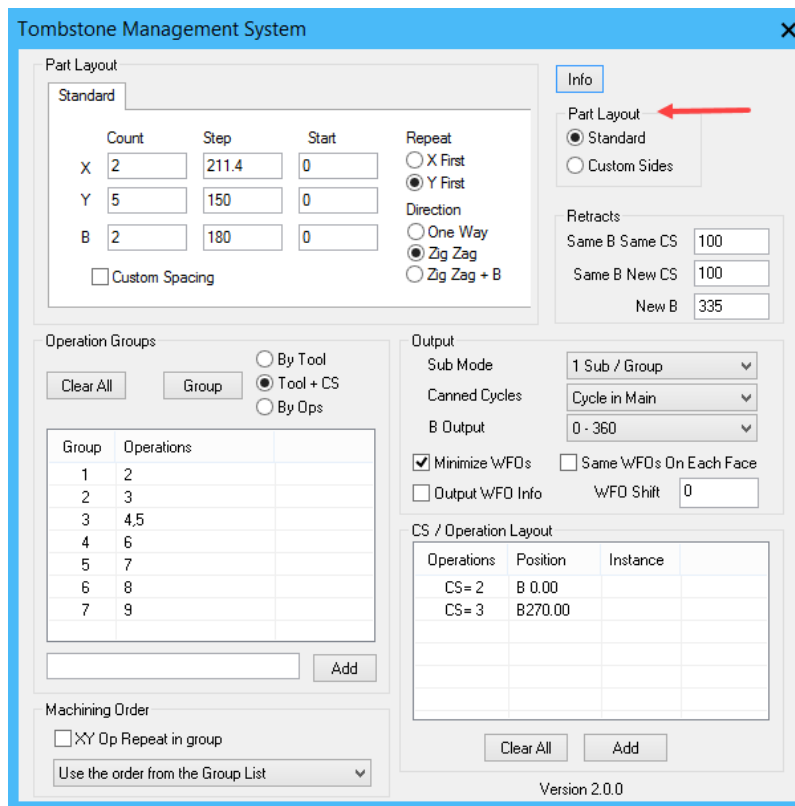 Tombstone Management System
Part Layout
Standard
Count Step Start
X 2 211.4 0
Y 5 150 0
B 2 180 0
Custom Spacing
Repeat
X First
Y First
Direction
One Way
Zig Zag
Zig Zag + B
Info
Part Layout
Standard
Custom Sides
Retracts
Same B Same CS 100
Same B New CS 100
New B 335
Operation Groups
Clear All
Group
By Tool
Tool + CS
By Ops
Group Operations
1 2
2 3
3 4,5
4 6
5 7
6 8
7 9
Add
Machining Order
XY Op Repeat in group
Use the order from the Group List
Output
Sub Mode 1 Sub / Group
Canned Cycles Cycle in Main
B Output 0 - 360
Minimize WFOs Same WFOs On Each Face
Output WFO Info WFO Shift 0
CS / Operation Layout
Operations Position Instance
CS= 2 B 0.00
CS= 3 B270.00
Clear All Add
Version 2.0.0